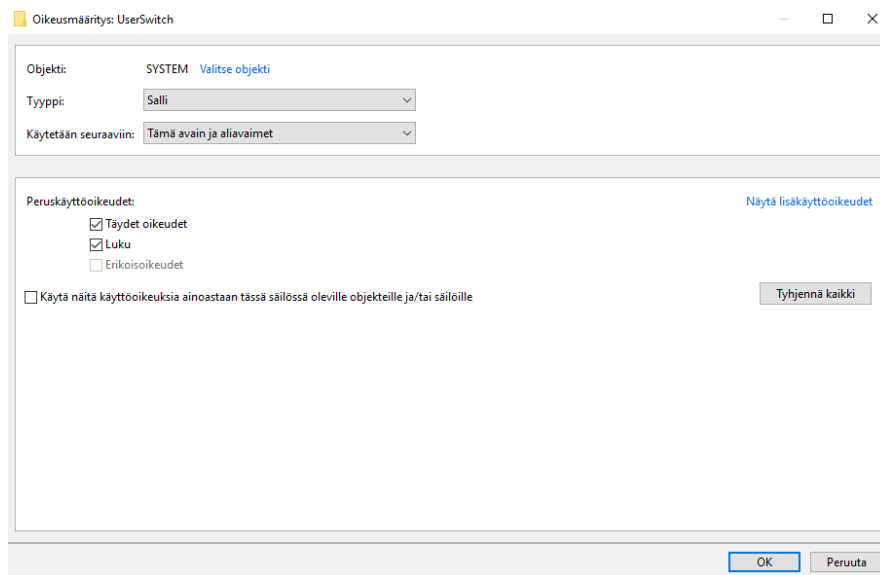 Oikeusmääritys: UserSwitch
Objekti: SYSTEM Valitse objekti
Tyyppi: Salli
Käytetään seuraaviin: Tämä avain ja aliavaimet
Peruskäyttöoikeudet: Näytä lisäkäyttöoikeudet
Täydet oikeudet
Luku
Erikoisoikeudet
Käytä näitä käyttöoikeuksia ainoastaan tässä säilössä oleville objekteille ja/tai säilöille Tyhjennä kaikki
OK Peruuta